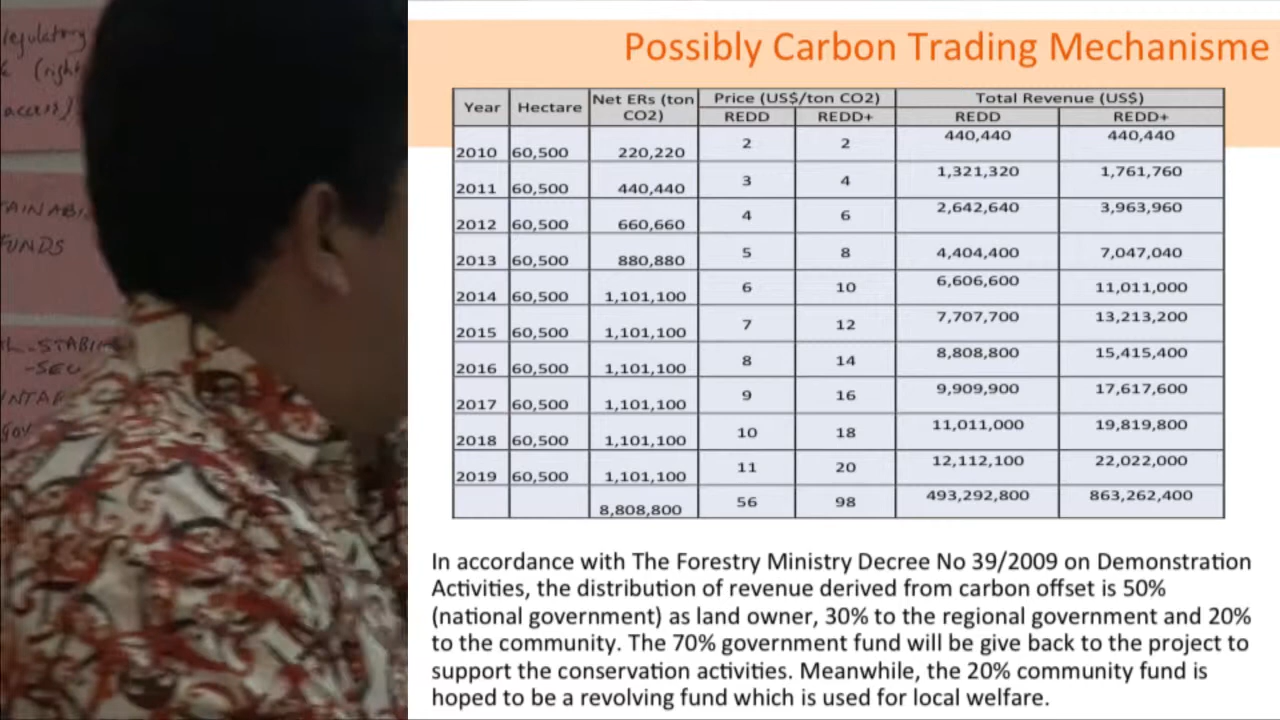 regulatory
(right
access)
FUNDS
Possibly Carbon Trading Mechanisme
Year Hectare Net ERs (ton CO2) Price (US$/ton CO2) Total Revenue (US$)
REDD REDD+ REDD REDD+
2010 60,500 220,220 2 2 440,440 440,440
2011 60,500 440,440 3 4 1,321,320 1,761,760
2012 60,500 660,660 4 6 2,642,640 3,963,960
2013 60,500 880,880 5 8 4,404,400 7,047,040
2014 60,500 1,101,100 6 10 6,606,600 11,011,000
2015 60,500 1,101,100 7 12 7,707,700 13,213,200
2016 60,500 1,101,100 8 14 8,808,800 15,415,400
2017 60,500 1,101,100 9 16 9,909,900 17,617,600
2018 60,500 1,101,100 10 18 11,011,000 19,819,800
2019 60,500 1,101,100 11 20 12,112,100 22,022,000
8,808,800 56 98 493,292,800 863,262,400
In accordance with The Forestry Ministry Decree No 39/2009 on Demonstration
Activities, the distribution of revenue derived from carbon offset is 50%
(national government) as land owner, 30% to the regional government and 20%
to the community. The 70% government fund will be give back to the project to
support the conservation activities. Meanwhile, the 20% community fund is
hoped to be a revolving fund which is used for local welfare.